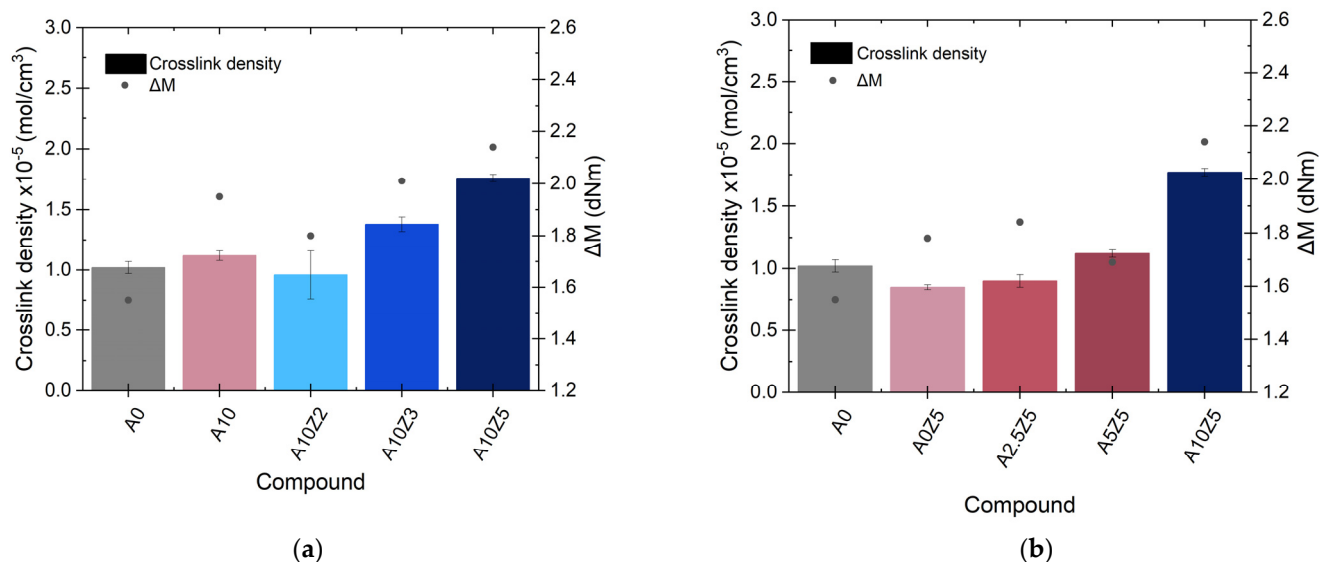 3.0
2.5
2.0
1.5
1.0
0.5
0.0
Crosslink density x10⁻⁵ (mol/cm³)
Crosslink density
ΔM
2.6
2.4
2.2
2.0
1.8
1.6
1.4
1.2
ΔM (dNm)
A0
A10
A10Z2
A10Z3
A10Z5
Compound
(a)
3.0
2.5
2.0
1.5
1.0
0.5
0.0
Crosslink density x10⁻⁵ (mol/cm³)
Crosslink density
ΔM
2.6
2.4
2.2
2.0
1.8
1.6
1.4
1.2
ΔM (dNm)
A0
A0Z5
A2.5Z5
A5Z5
A10Z5
Compound
(b)